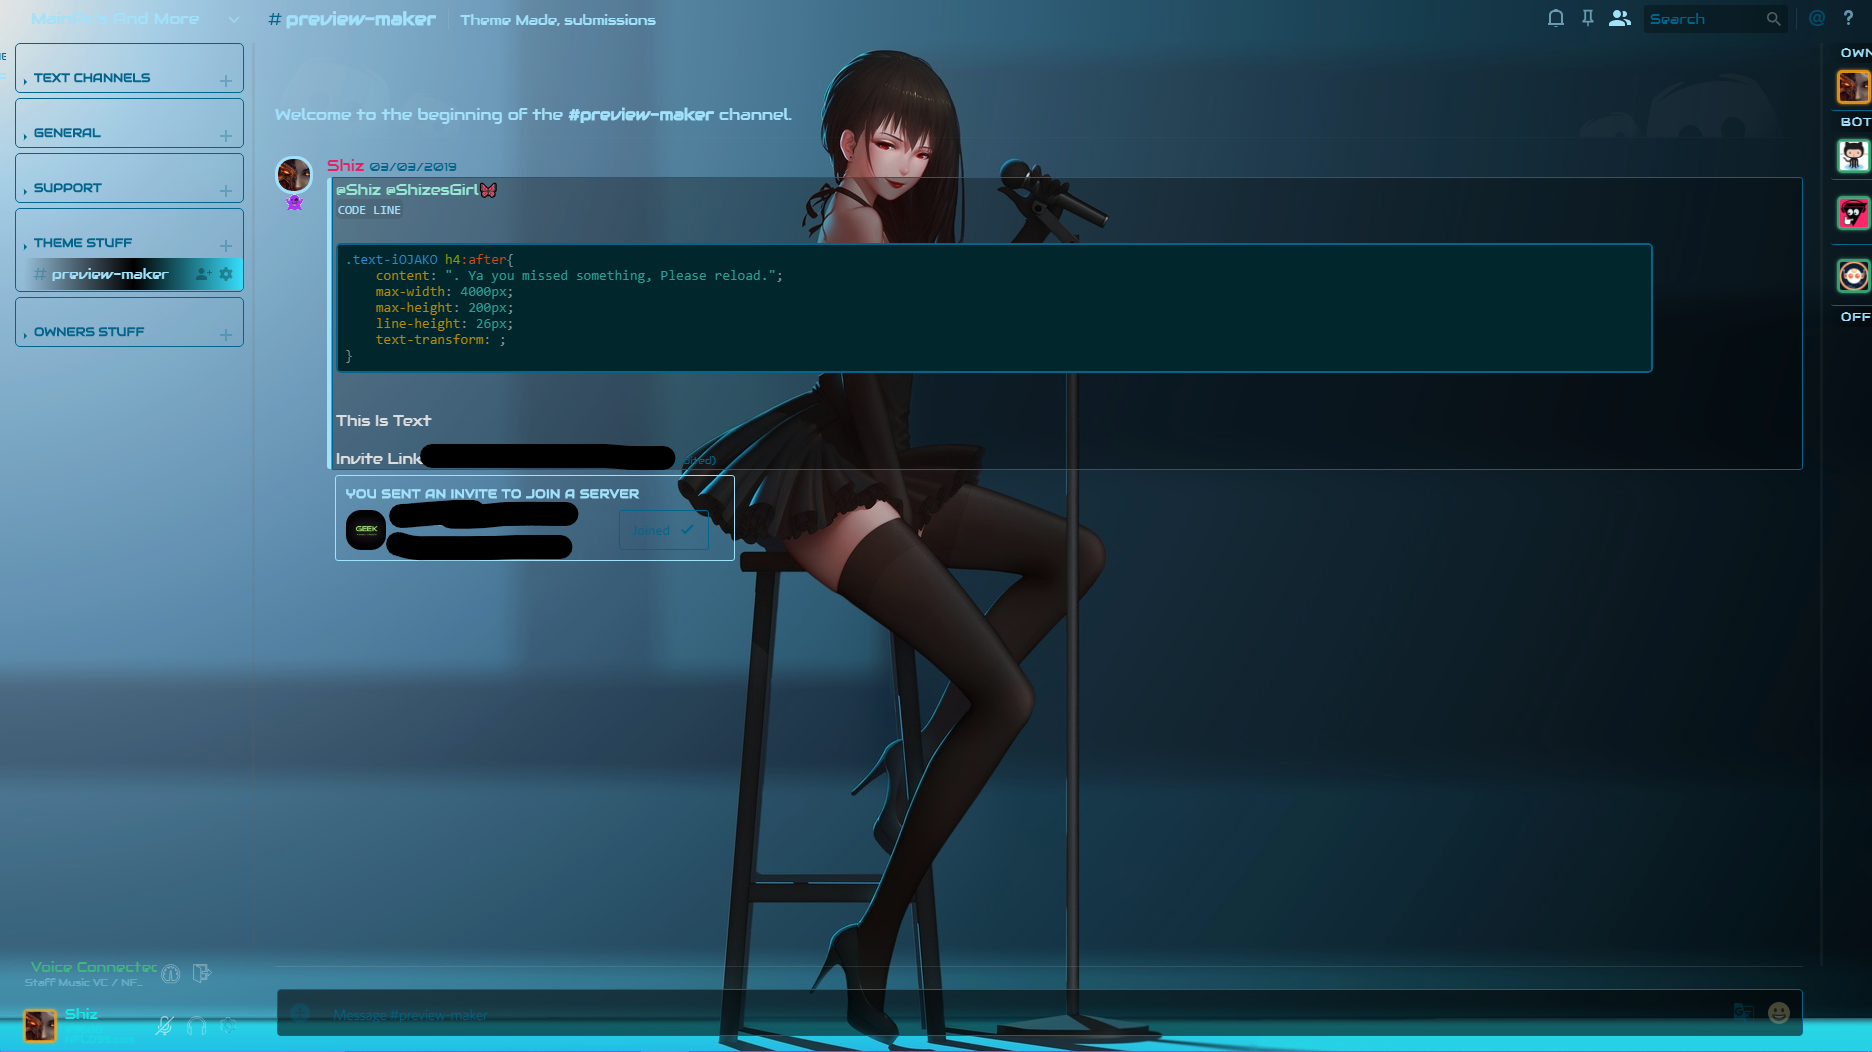 And More
# preview-maker
Theme Made, submissions
Search
@
?
TEXT CHANNELS
GENERAL
SUPPORT
THEME STUFF
# preview-maker
OWNERS STUFF
Welcome to the beginning of the #preview-maker channel.
Shiz 03/03/2019
@Shiz @ShizesGirl
CODE LINE
.text-iOJAKO h4:after{
content: ". Ya you missed something, Please reload.";
max-width: 4000px;
max-height: 200px;
line-height: 26px;
text-transform: ;
}
This Is Text
Invite Link
YOU SENT AN INVITE TO JOIN A SERVER
GEEK
Joined
OWN
BOT
OFF
Voice Connected
Staff Music VC / NF...
Shiz
Message #preview-maker